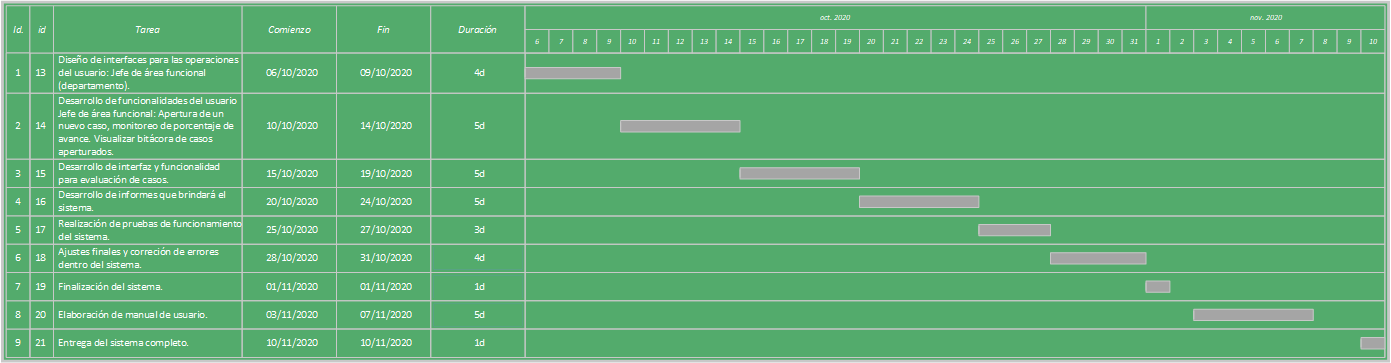 Id. id Tarea Comienzo Fin Duración oct. 2020 nov. 2020
6 7 8 9 10 11 12 13 14 15 16 17 18 19 20 21 22 23 24 25 26 27 28 29 30 31 1 2 3 4 5 6 7 8 9 10
1 13 Diseño de interfaces para las operaciones
del usuario: Jefe de área funcional
(departamento). 06/10/2020 09/10/2020 4d
2 14 Desarrollo de funcionalidades del usuario
Jefe de área funcional: Apertura de un
nuevo caso, monitoreo de porcentaje de
avance. Visualizar bitácora de casos
aperturados. 10/10/2020 14/10/2020 5d
3 15 Desarrollo de interfaz y funcionalidad
para evaluación de casos. 15/10/2020 19/10/2020 5d
4 16 Desarrollo de informes que brindará el
sistema. 20/10/2020 24/10/2020 5d
5 17 Realización de pruebas de funcionamiento
del sistema. 25/10/2020 27/10/2020 3d
6 18 Ajustes finales y correción de errores
dentro del sistema. 28/10/2020 31/10/2020 4d
7 19 Finalización del sistema. 01/11/2020 01/11/2020 1d
8 20 Elaboración de manual de usuario. 03/11/2020 07/11/2020 5d
9 21 Entrega del sistema completo. 10/11/2020 10/11/2020 1d